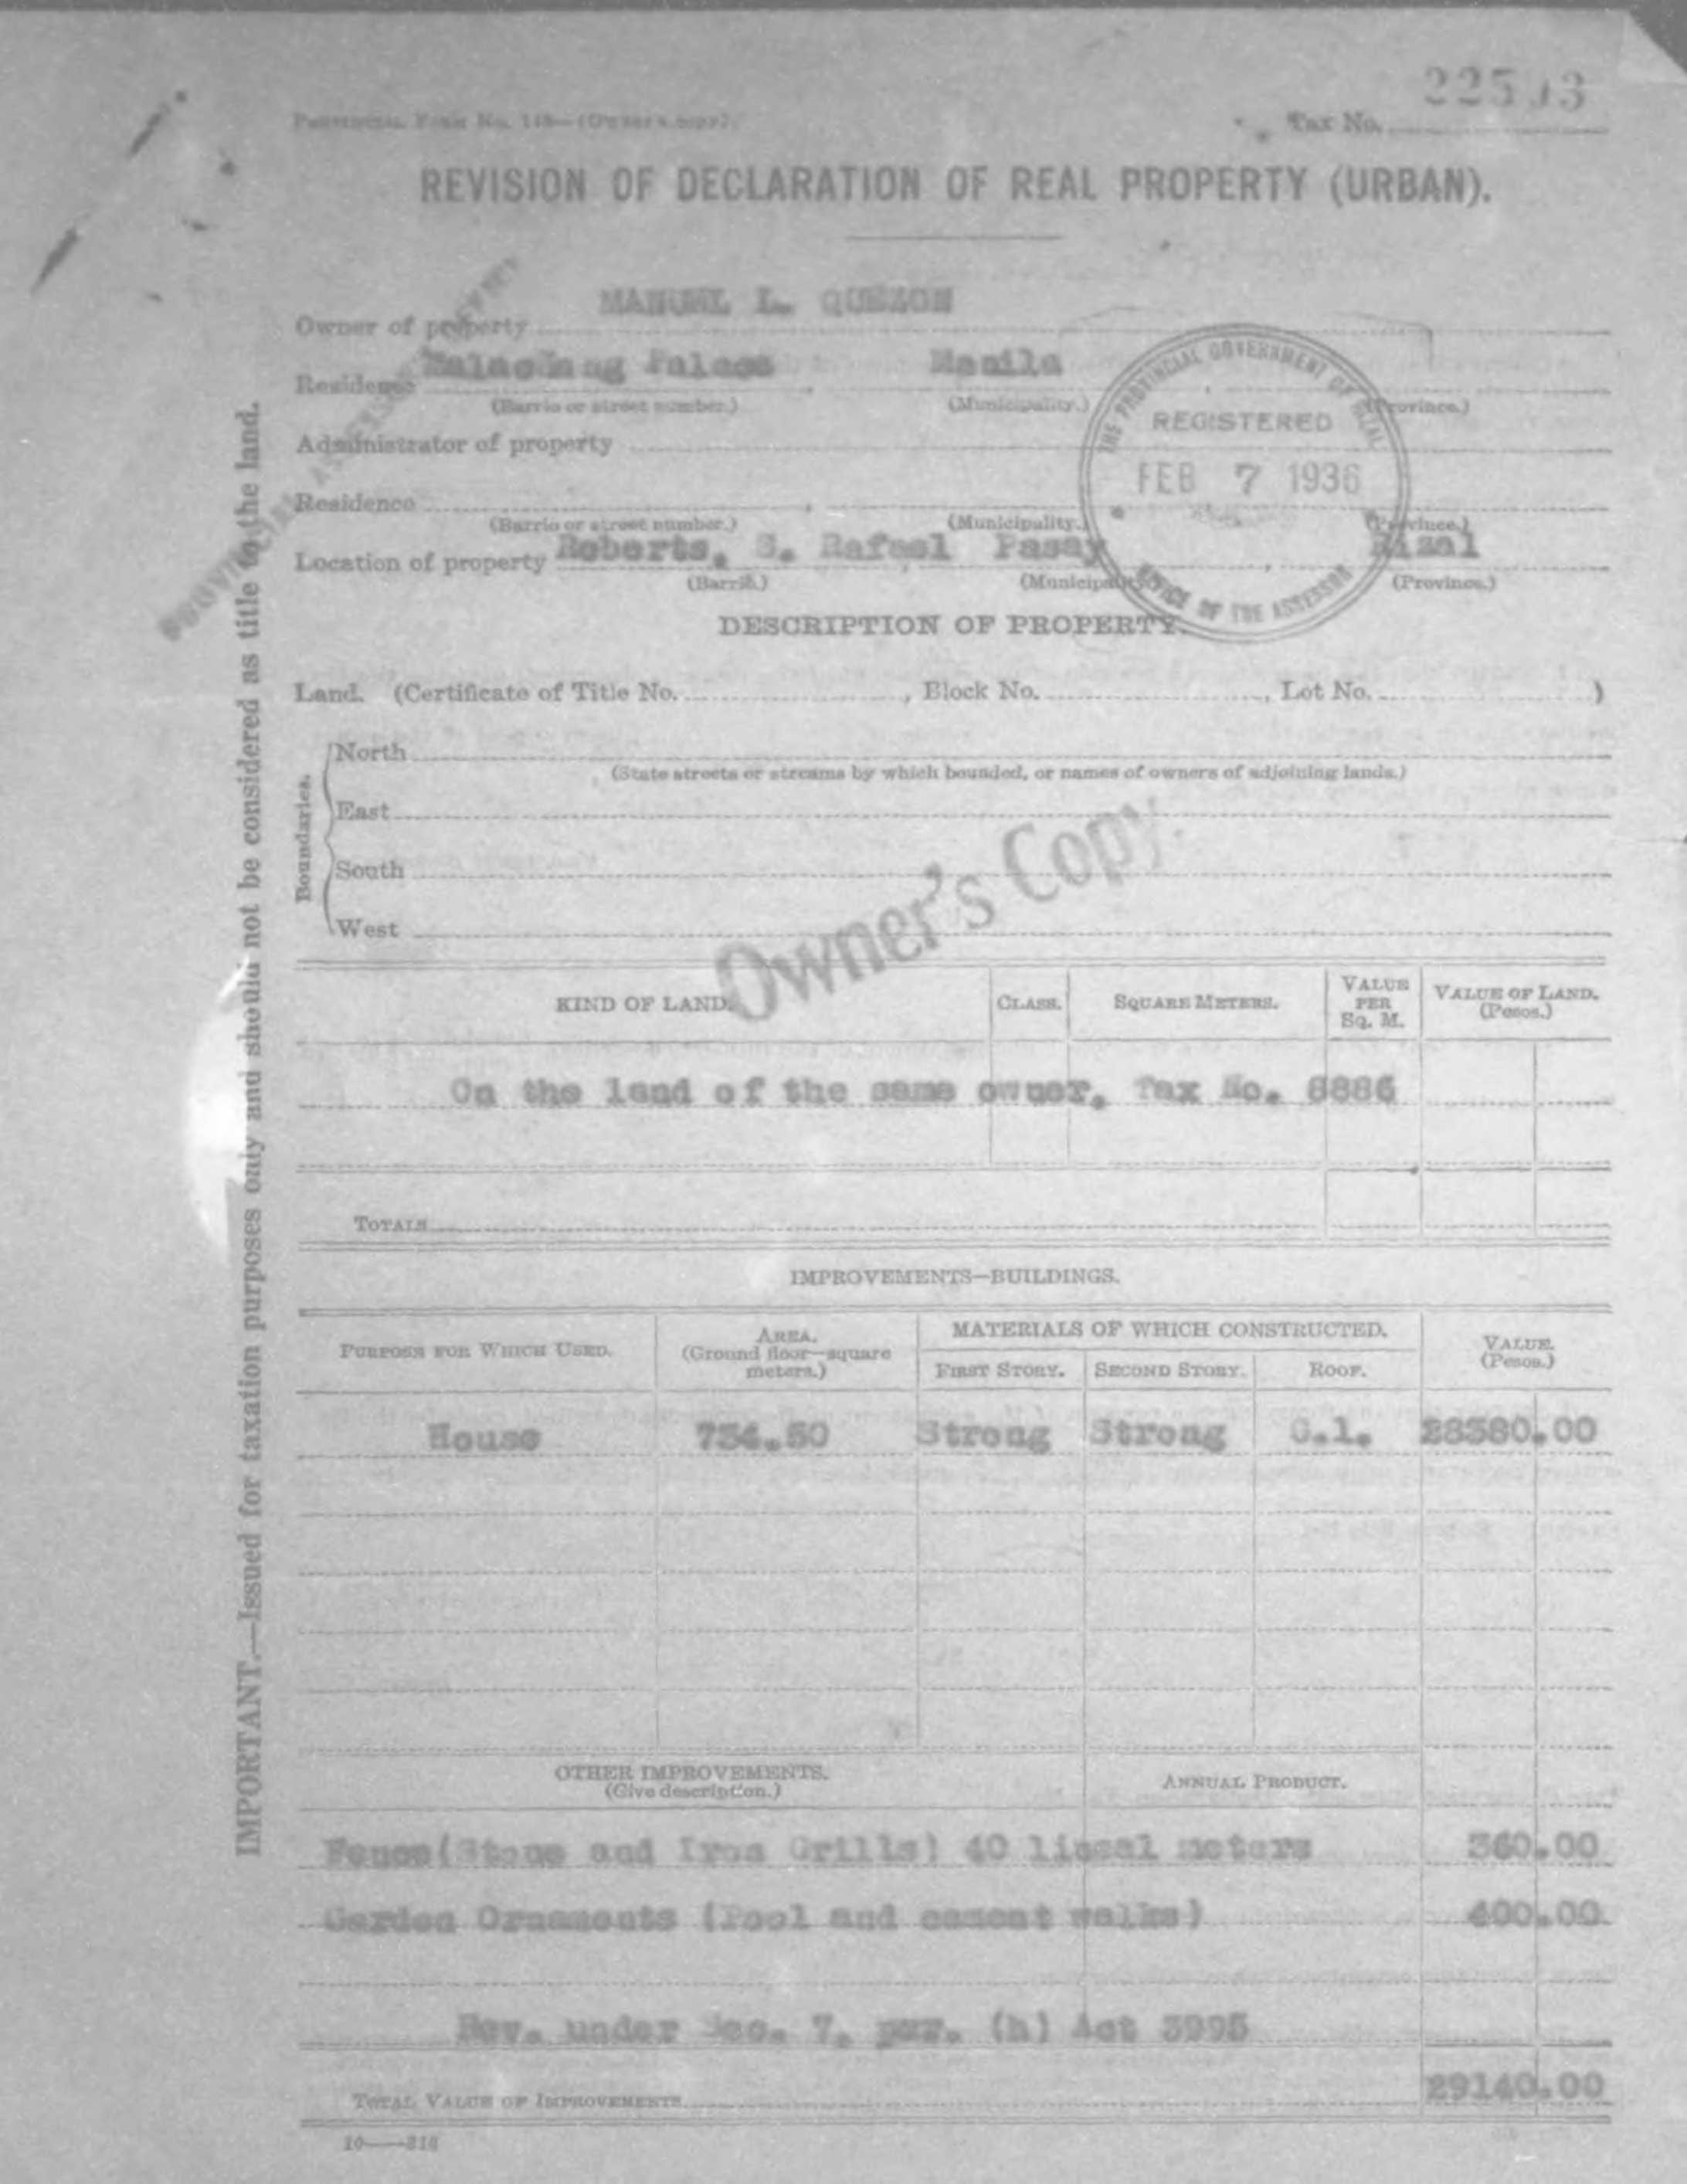 22503
Provincial Form No. 118—(Owner's copy). Tax No.
REVISION OF DECLARATION OF REAL PROPERTY (URBAN).
MANUEL L. QUEZON
Owner of property
Malacañang Palace Manila
Residence
(Barrio or street number.) (Municipality.) (Province.)
Administrator of property
Residence
(Barrio or street number.) (Municipality.) (Province.)
Location of property Roberts, S. Rafael Pasay Rizal
(Barrio.) (Municipality.) (Province.)
THE PROVINCIAL GOVERNMENT OF RIZAL
REGISTERED
FEB 7 1936
OFFICE OF THE ASSESSOR
DESCRIPTION OF PROPERTY.
Land. (Certificate of Title No. , Block No. , Lot No. )
Boundaries.
North
(State streets or streams by which bounded, or names of owners of adjoining lands.)
East
South
West
Owner's Copy.
KIND OF LAND. CLASS. SQUARE METERS. VALUE PER SQ. M. VALUE OF LAND. (Pesos.)
On the land of the same owner, Tax No. 8886
TOTALS
IMPROVEMENTS—BUILDINGS.
PURPOSE FOR WHICH USED. AREA. (Ground floor—square meters.) MATERIALS OF WHICH CONSTRUCTED. VALUE. (Pesos.)
FIRST STORY. SECOND STORY. ROOF.
House 734.50 Strong Strong G.I. 28380.00
OTHER IMPROVEMENTS. ANNUAL PRODUCT.
(Give description.)
Fence(Stone and Iron Grills) 40 lineal meters 360.00
Garden Ornaments (Pool and cement walks) 400.00
Rev. under Sec. 7, par. (h) Act 3995
29140.00
TOTAL VALUE OF IMPROVEMENTS
10——318
IMPORTANT.—Issued for taxation purposes only and should not be considered as title to the land.